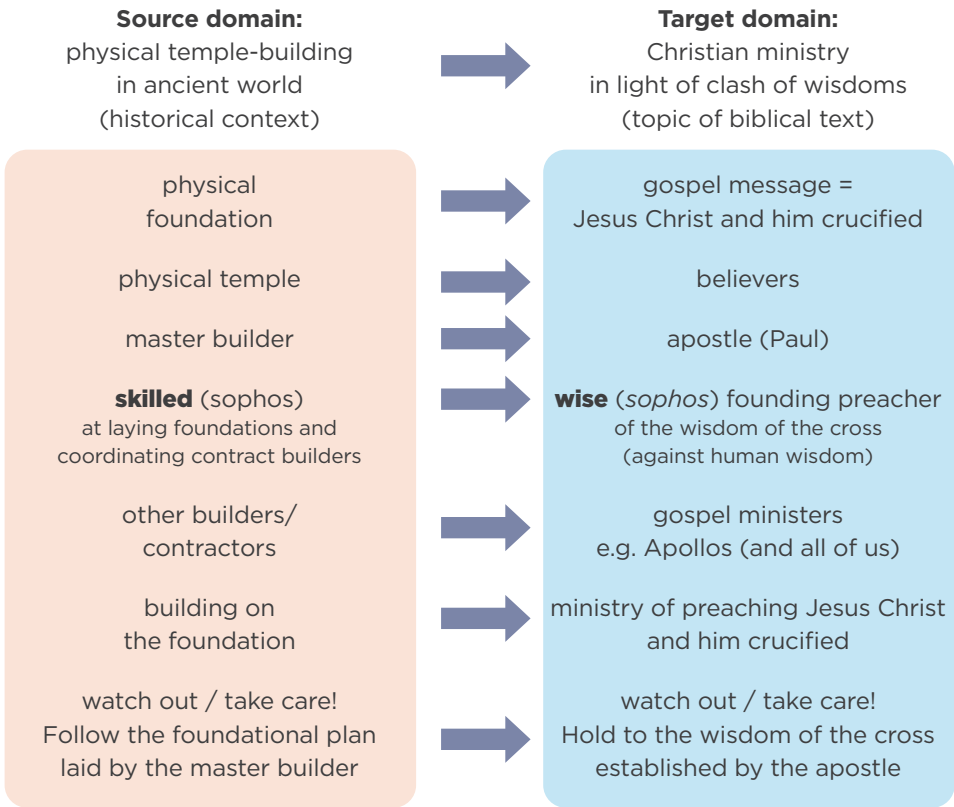 Source domain:
physical temple-building
in ancient world
(historical context)
Target domain:
Christian ministry
in light of clash of wisdoms
(topic of biblical text)
physical
foundation
gospel message =
Jesus Christ and him crucified
physical temple
believers
master builder
apostle (Paul)
skilled (sophos)
at laying foundations and
coordinating contract builders
wise (sophos) founding preacher
of the wisdom of the cross
(against human wisdom)
other builders/
contractors
gospel ministers
e.g. Apollos (and all of us)
building on
the foundation
ministry of preaching Jesus Christ
and him crucified
watch out / take care!
Follow the foundational plan
laid by the master builder
watch out / take care!
Hold to the wisdom of the cross
established by the apostle